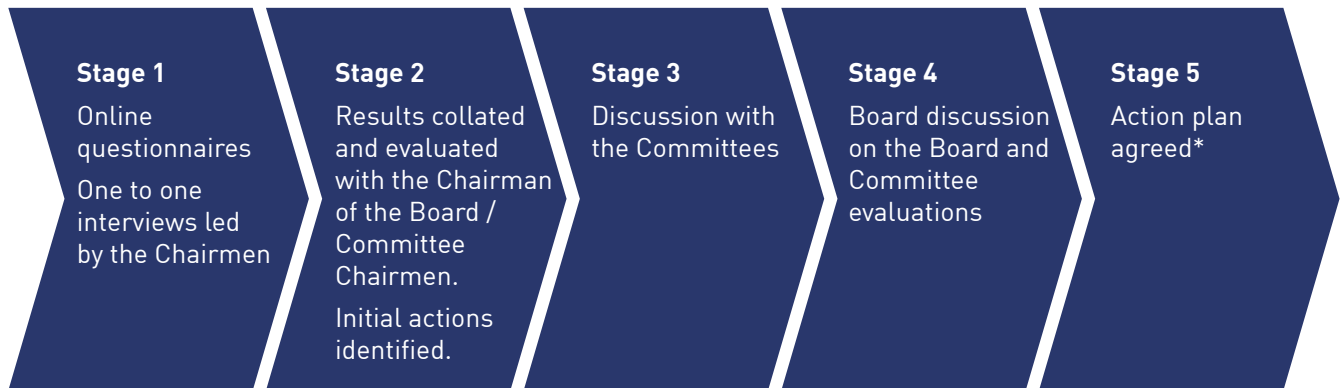 Stage 1
Online
questionnaires
One to one
interviews led
by the Chairmen
Stage 2
Results collated
and evaluated
with the Chairman
of the Board /
Committee
Chairmen.
Initial actions
identified.
Stage 3
Discussion with
the Committees
Stage 4
Board discussion
on the Board and
Committee
evaluations
Stage 5
Action plan
agreed*